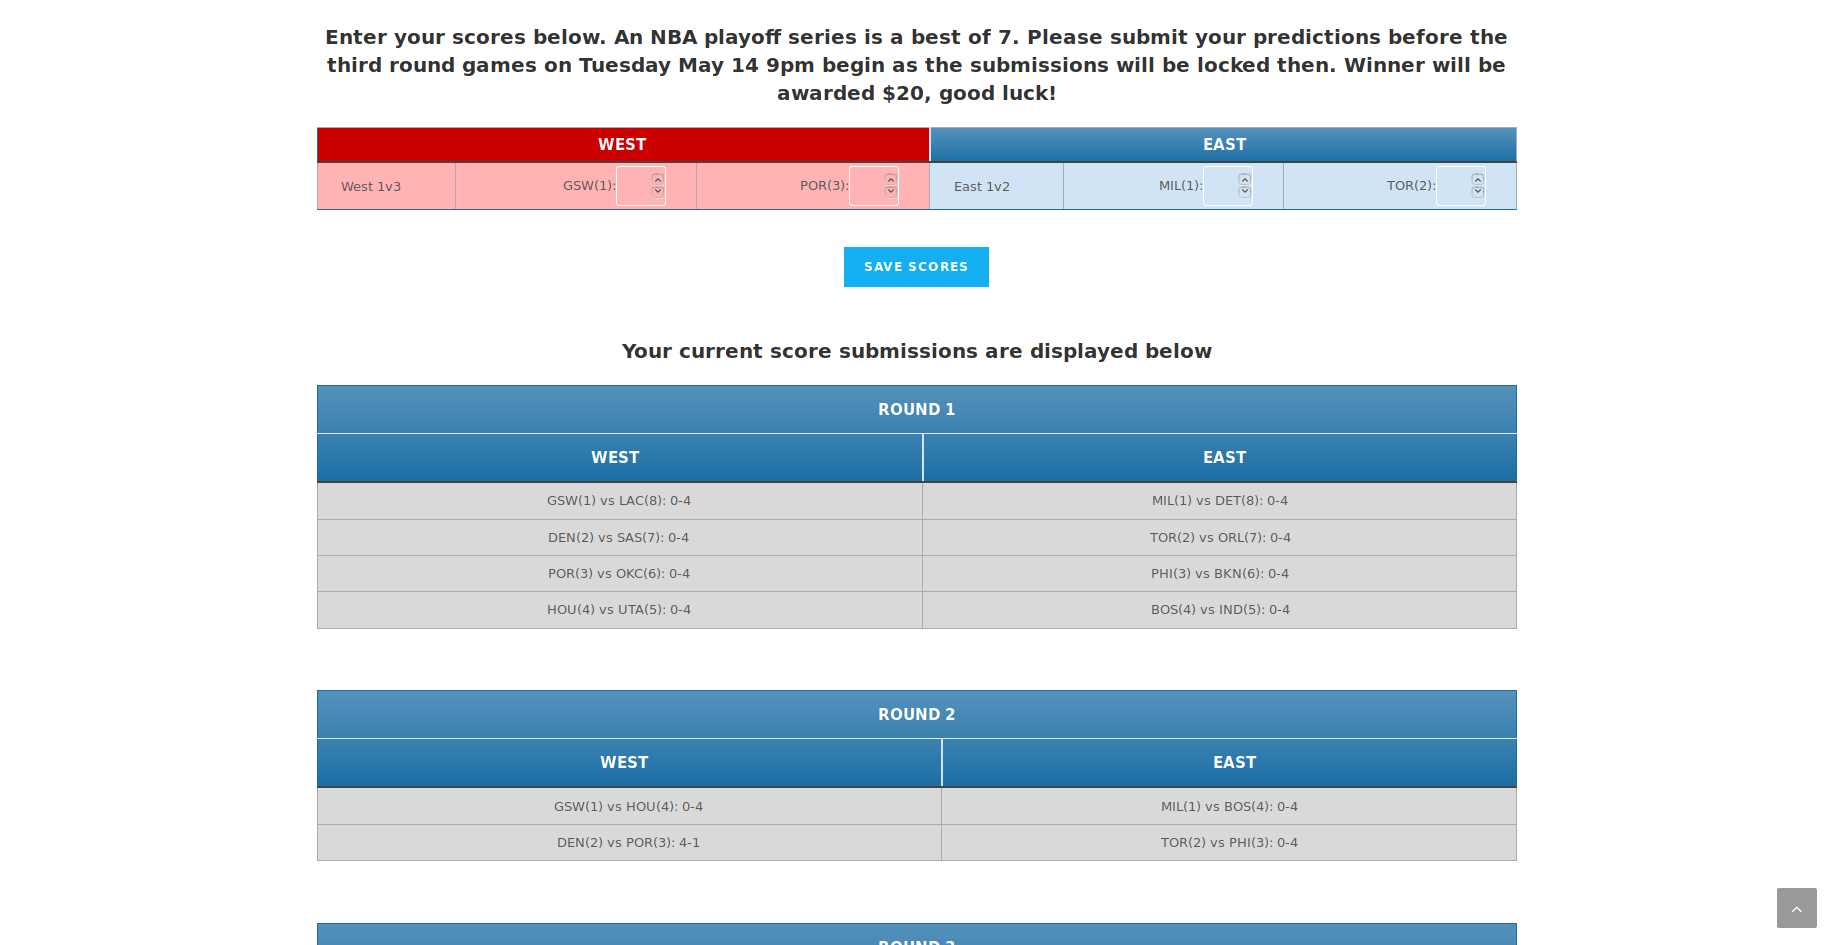 Enter your scores below. An NBA playoff series is a best of 7. Please submit your predictions before the
third round games on Tuesday May 14 9pm begin as the submissions will be locked then. Winner will be
awarded $20, good luck!
WEST EAST
West 1v3 GSW(1): POR(3): East 1v2 MIL(1): TOR(2):
SAVE SCORES
Your current score submissions are displayed below
ROUND 1
WEST EAST
GSW(1) vs LAC(8): 0-4 MIL(1) vs DET(8): 0-4
DEN(2) vs SAS(7): 0-4 TOR(2) vs ORL(7): 0-4
POR(3) vs OKC(6): 0-4 PHI(3) vs BKN(6): 0-4
HOU(4) vs UTA(5): 0-4 BOS(4) vs IND(5): 0-4
ROUND 2
WEST EAST
GSW(1) vs HOU(4): 0-4 MIL(1) vs BOS(4): 0-4
DEN(2) vs POR(3): 4-1 TOR(2) vs PHI(3): 0-4
ROUND 3